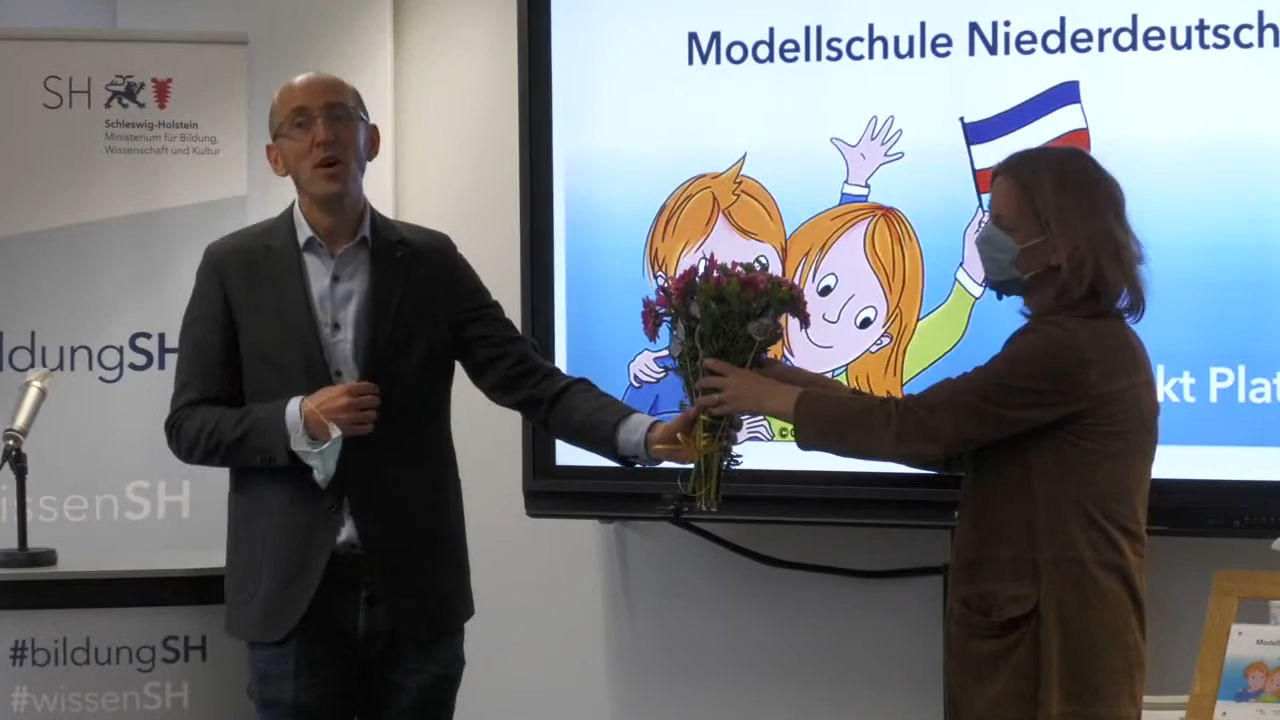 Modellschule Niederdeutsch
SH
Schleswig-Holstein
Ministerium für Bildung,
Wissenschaft und Kultur
ldungSH
issenSH
kt Plat
#bildungSH
#wissenSH